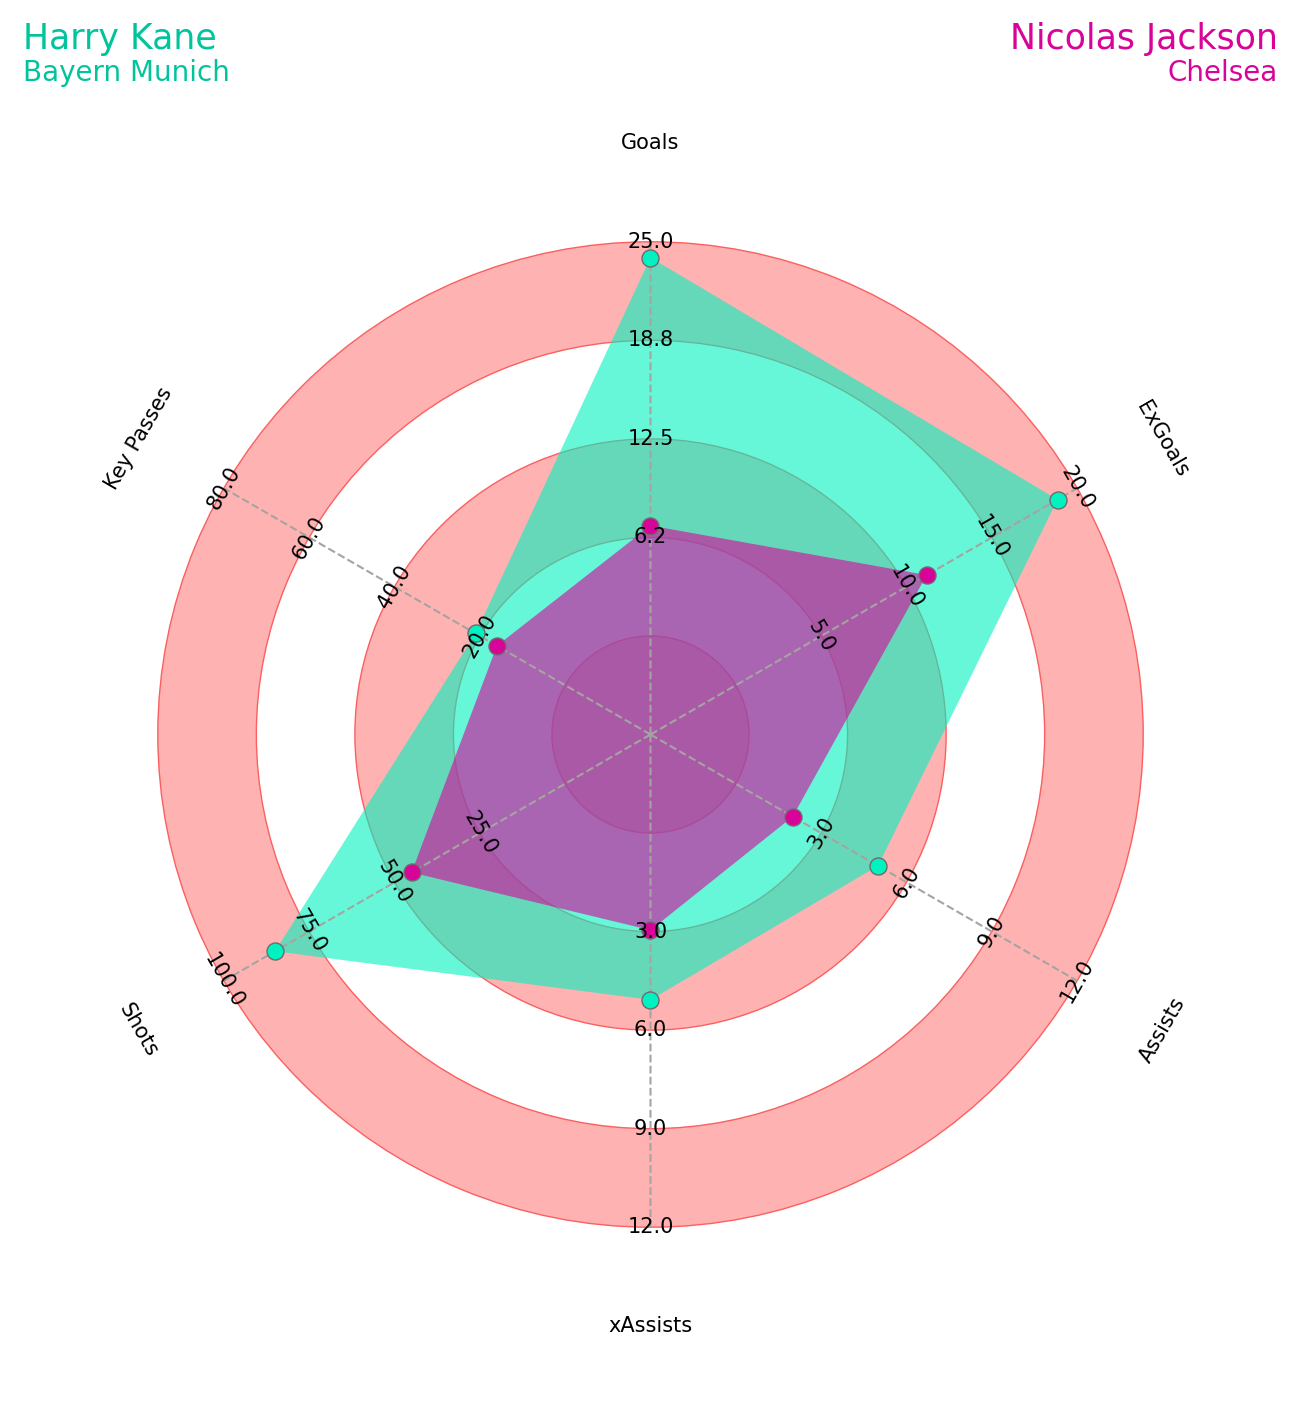 Harry Kane
Bayern Munich
Nicolas Jackson
Chelsea
Goals
ExGoals
Assists
xAssists
Shots
Key Passes
25.0
18.8
12.5
6.2
20.0
15.0
10.0
5.0
3.0
6.0
9.0
12.0
3.0
6.0
9.0
12.0
25.0
50.0
75.0
100.0
20.0
40.0
60.0
80.0